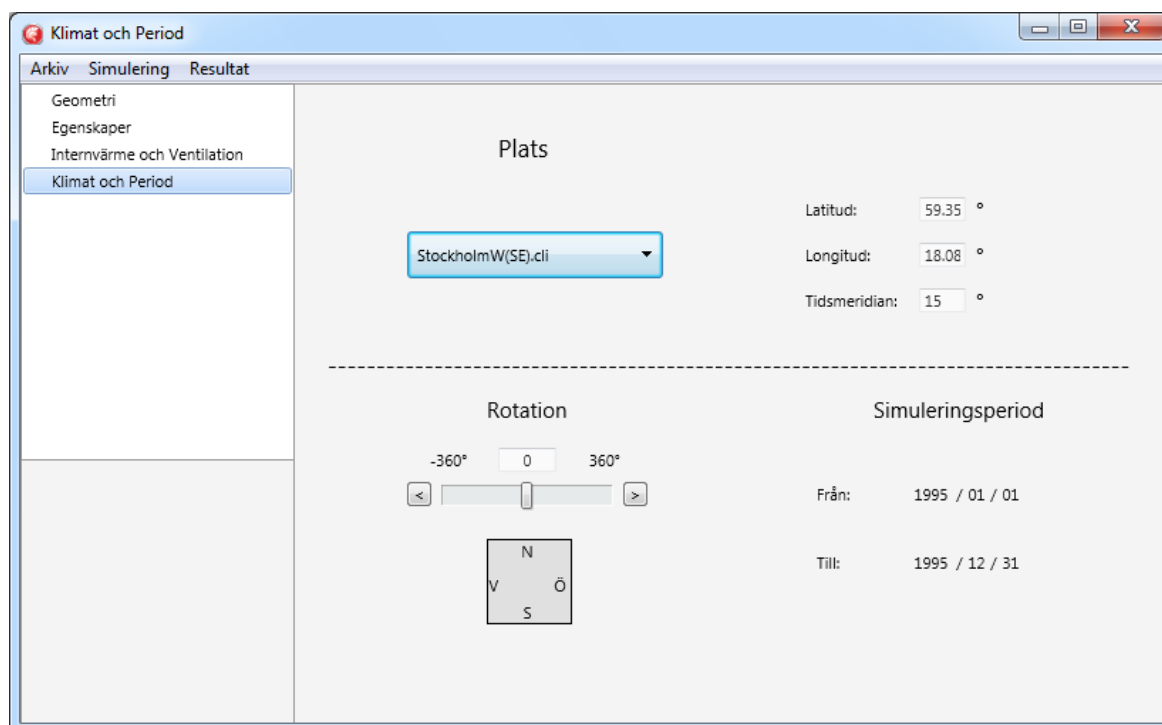 Klimat och Period
Arkiv Simulering Resultat
Geometri
Egenskaper
Internvärme och Ventilation
Klimat och Period
Plats
StockholmW(SE).cli
Latitud: 59.35 °
Longitud: 18.08 °
Tidsmeridian: 15 °
Rotation
-360° 0 360°
< >
N
V Ö
S
Simuleringsperiod
Från: 1995 / 01 / 01
Till: 1995 / 12 / 31